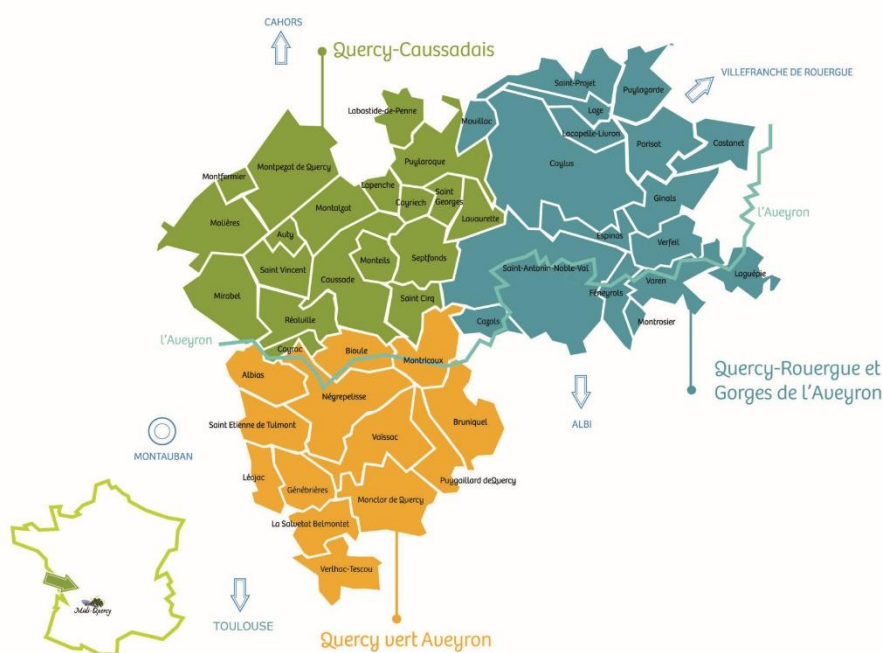 CAHORS
Quercy-Caussadais
VILLEFRANCHE DE ROUERGUE
Saint-Projet
Puylagarde
Labastide-de-Penne
Loze
Mouillac
Lacapelle-Livron
Parisot
Castanet
Puylaroque
Caylus
Montpezat de Quercy
Montfermier
Lapenche
Cayriech
Saint
Georges
Ginals
l'Aveyron
Montalzat
Lavaurette
Molières
Auty
Espinas
Verfeil
Monteils
Septfonds
Saint Vincent
Saint-Antonin-Noble-Val
Laguépie
Caussade
Varen
Mirabel
Féneyrols
Saint Cirq
Réalville
Cazals
Montrosier
l'Aveyron
Cayrac
Bioule
Montricoux
Quercy-Rouergue et
Gorges de l'Aveyron
Albias
Nègrepelisse
Saint Etienne de Tulmont
Bruniquel
ALBI
Vaïssac
MONTAUBAN
Léojac
Génébrières
Puygaillard deQuercy
Monclar de Quercy
La Salvetat Belmontet
Verlhac-Tescou
Midi-Quercy
TOULOUSE
Quercy vert Aveyron